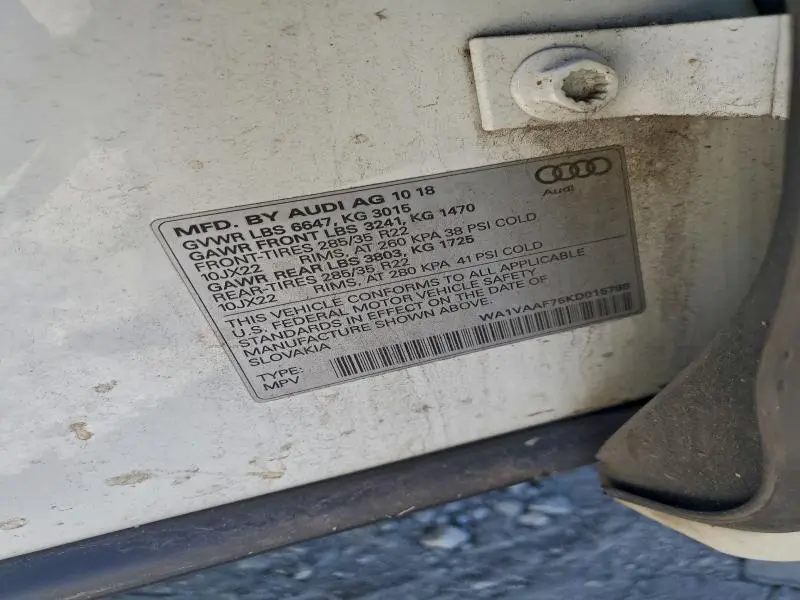 Audi
MFD. BY AUDI AG 10 18
GVWR LBS 6647, KG 3015
GAWR FRONT LBS 3241, KG 1470
FRONT-TIRES 285/35 R22
10JX22 RIMS, AT 260 KPA 38 PSI COLD
GAWR REAR LBS 3803, KG 1725
REAR-TIRES 285/35 R22
10JX22 RIMS, AT 280 KPA 41 PSI COLD
THIS VEHICLE CONFORMS TO ALL APPLICABLE
U.S. FEDERAL MOTOR VEHICLE SAFETY
STANDARDS IN EFFECT ON THE DATE OF
MANUFACTURE SHOWN ABOVE.
SLOVAKIA
WA1VAAF75KD015795
TYPE:
MPV